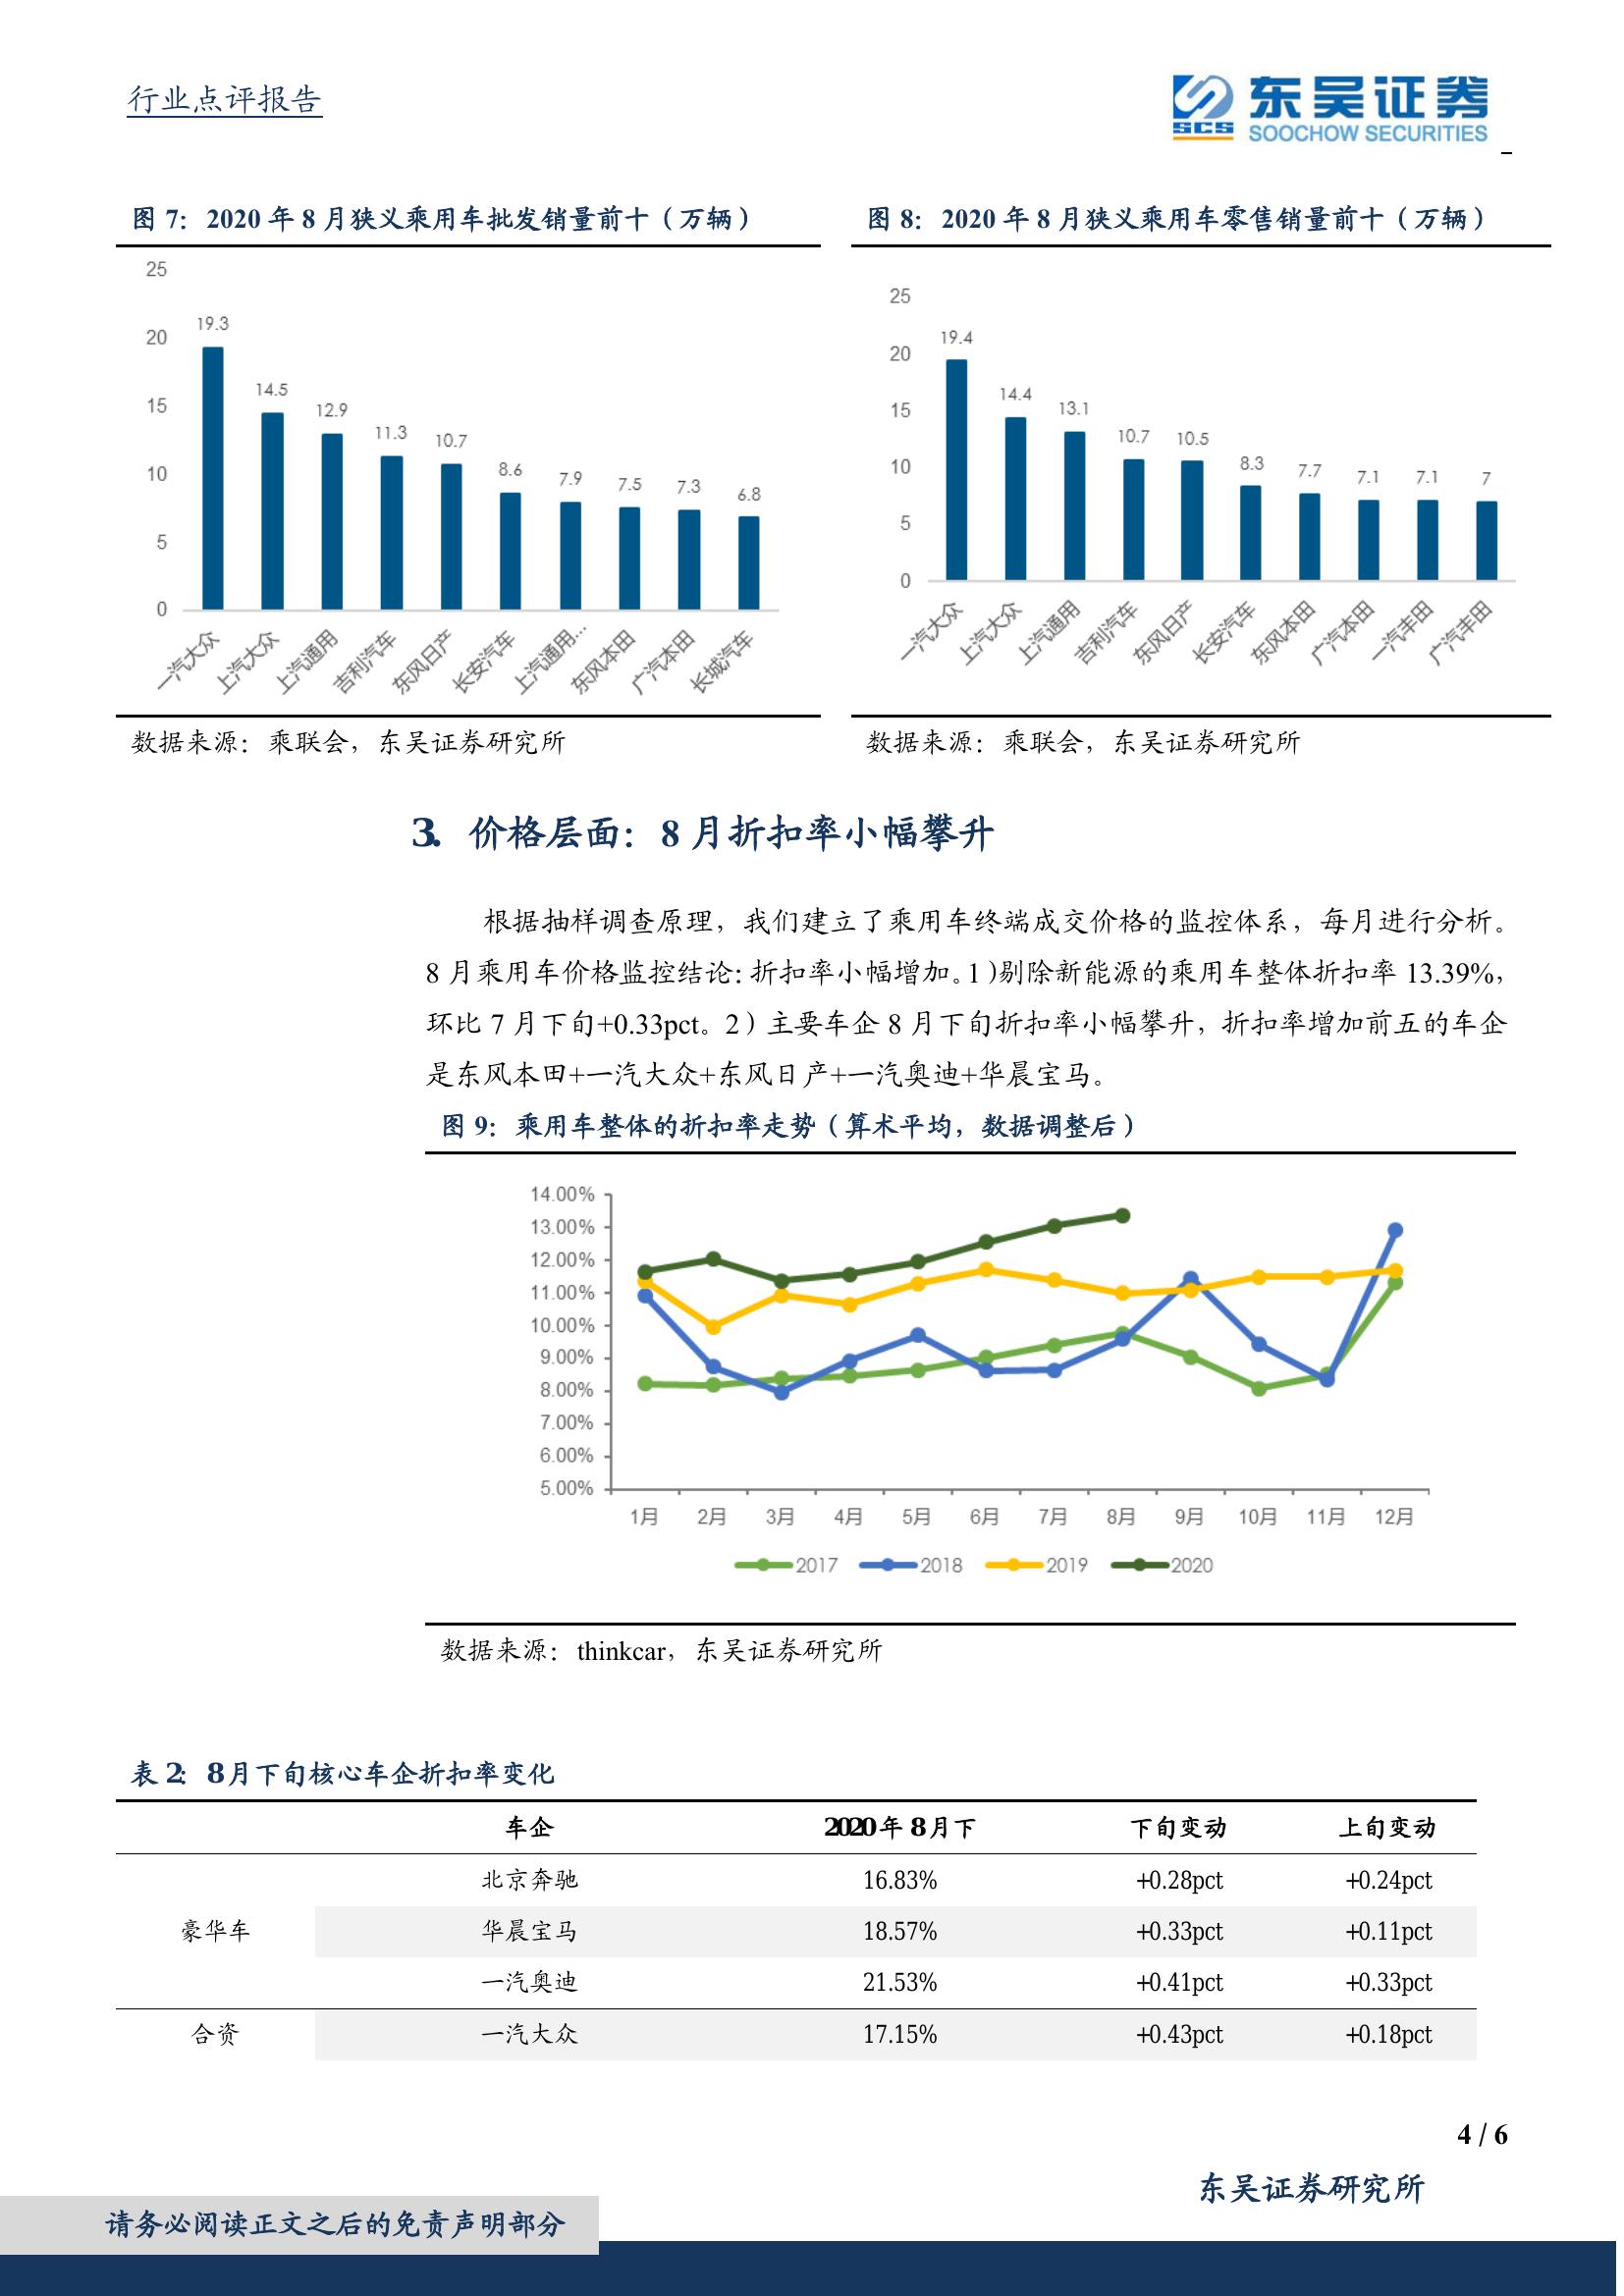 行业点评报告
东吴证券
SCS
SOOCHOW SECURITIES
图 7：2020 年 8 月狭义乘用车批发销量前十（万辆）
25
20
15
10
5
0
19.3
14.5
12.9
11.3
10.7
8.6
7.9
7.5
7.3
6.8
一汽大众
上汽大众
上汽通用
吉利汽车
东风日产
长安汽车
上汽通用...
东风本田
广汽本田
长城汽车
数据来源：乘联会，东吴证券研究所
图 8：2020 年 8 月狭义乘用车零售销量前十（万辆）
25
20
15
10
5
0
19.4
14.4
13.1
10.7
10.5
8.3
7.7
7.1
7.1
7
一汽大众
上汽大众
上汽通用
吉利汽车
东风日产
长安汽车
东风本田
广汽本田
一汽丰田
广汽丰田
数据来源：乘联会，东吴证券研究所
3. 价格层面：8 月折扣率小幅攀升
根据抽样调查原理，我们建立了乘用车终端成交价格的监控体系，每月进行分析。
8 月乘用车价格监控结论：折扣率小幅增加。1）剔除新能源的乘用车整体折扣率 13.39%，
环比 7 月下旬+0.33pct。2）主要车企 8 月下旬折扣率小幅攀升，折扣率增加前五的车企
是东风本田+一汽大众+东风日产+一汽奥迪+华晨宝马。
图 9：乘用车整体的折扣率走势（算术平均，数据调整后）
14.00%
13.00%
12.00%
11.00%
10.00%
9.00%
8.00%
7.00%
6.00%
5.00%
1月 2月 3月 4月 5月 6月 7月 8月 9月 10月 11月 12月
2017 2018 2019 2020
数据来源：thinkcar，东吴证券研究所
表 2：8 月下旬核心车企折扣率变化
车企 2020 年 8 月下 下旬变动 上旬变动
北京奔驰 16.83% +0.28pct +0.24pct
豪华车 华晨宝马 18.57% +0.33pct +0.11pct
一汽奥迪 21.53% +0.41pct +0.33pct
合资 一汽大众 17.15% +0.43pct +0.18pct
4 / 6
东吴证券研究所
请务必阅读正文之后的免责声明部分